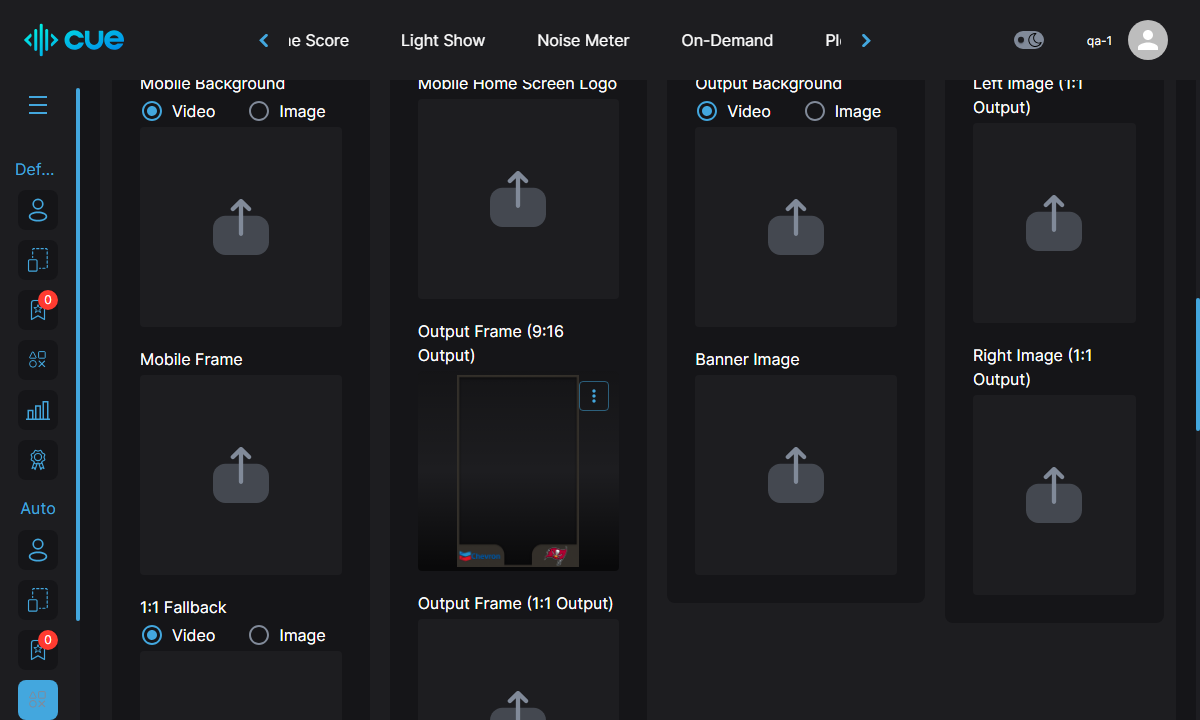 cue
e Score
Light Show
Noise Meter
On-Demand
Pl
qa-1
Def...
0
Auto
0
Mobile Background
Video
Image
Mobile Frame
1:1 Fallback
Video
Image
Mobile Home Screen Logo
Output Frame (9:16
Output)
Output Frame (1:1 Output)
Output Background
Video
Image
Banner Image
Left Image (1:1
Output)
Right Image (1:1
Output)